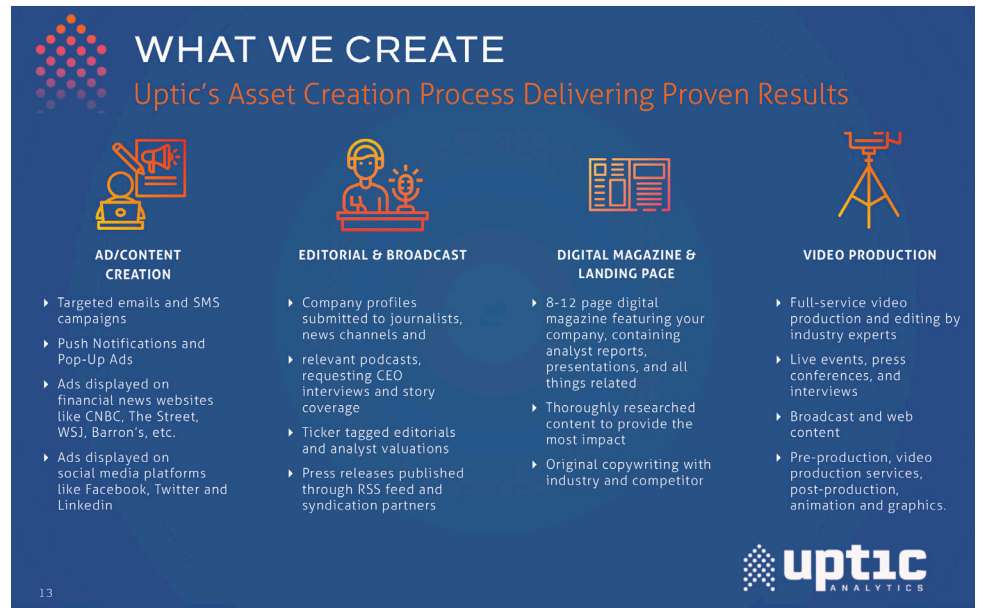 WHAT WE CREATE
Uptic's Asset Creation Process Delivering Proven Results
AD/CONTENT
CREATION
Targeted emails and SMS
campaigns
Push Notifications and
Pop-Up Ads
Ads displayed on
financial news websites
like CNBC, The Street,
WSJ, Barron's, etc.
Ads displayed on
social media platforms
like Facebook, Twitter and
Linkedin
EDITORIAL & BROADCAST
Company profiles
submitted to journalists,
news channels and
relevant podcasts,
requesting CEO
interviews and story
coverage
Ticker tagged editorials
and analyst valuations
Press releases published
through RSS feed and
syndication partners
DIGITAL MAGAZINE &
LANDING PAGE
8-12 page digital
magazine featuring your
company, containing
analyst reports,
presentations, and all
things related
Thoroughly researched
content to provide the
most impact
Original copywriting with
industry and competitor
VIDEO PRODUCTION
Full-service video
production and editing by
industry experts
Live events, press
conferences, and
interviews
Broadcast and web
content
Pre-production, video
production services,
post-production,
animation and graphics.
upt1c
ANALYTICS
13